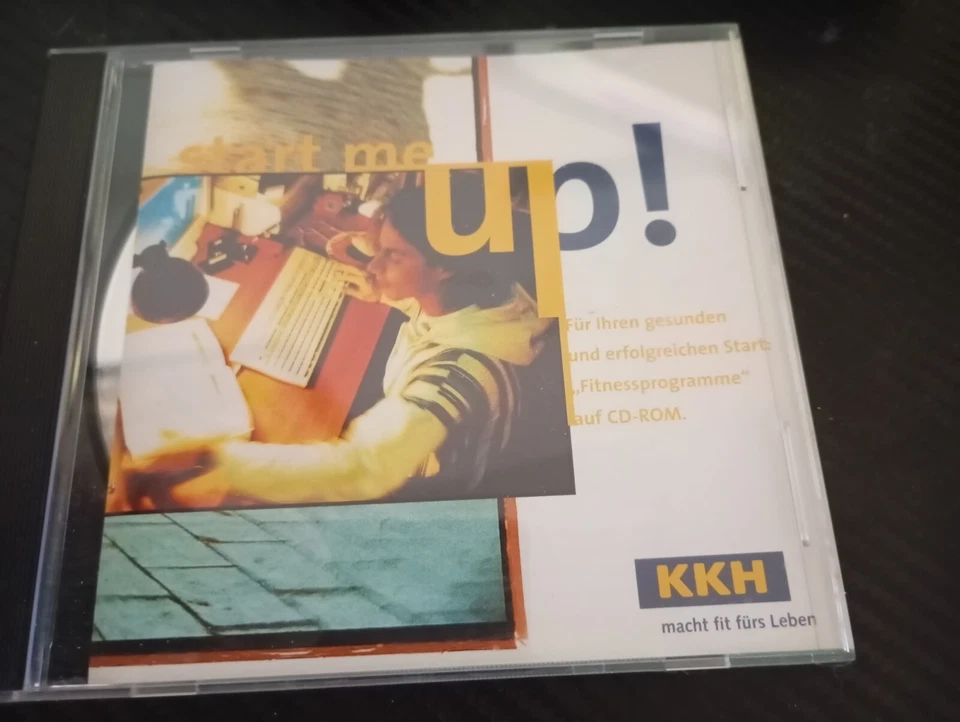 start me
up!
Für Ihren gesunden
und erfolgreichen Start:
„Fitnessprogramme“
auf CD-ROM.
KKH
macht fit fürs Leben